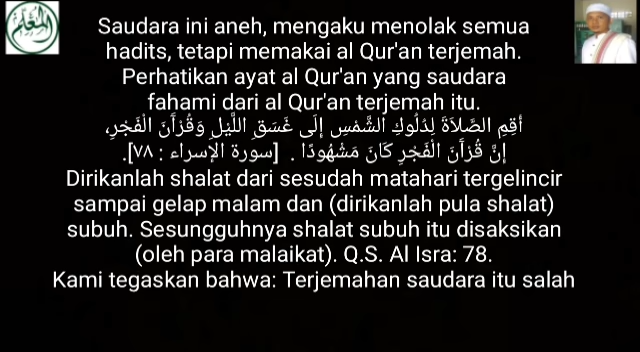 Saudara ini aneh, mengaku menolak semua
hadits, tetapi memakai al Qur'an terjemah.
Perhatikan ayat al Qur'an yang saudara
fahami dari al Qur'an terjemah itu.
أَقِمِ الصَّلاَةَ لِدُلُوكِ الشَّمْسِ إِلَى غَسَقِ اللَّيْلِ وَقُرْآنَ الْفَجْرِ،
إِنَّ قُرْآنَ الْفَجْرِ كَانَ مَشْهُودًا . [سورة الإسراء : ٧٨].
Dirikanlah shalat dari sesudah matahari tergelincir
sampai gelap malam dan (dirikanlah pula shalat)
subuh. Sesungguhnya shalat subuh itu disaksikan
(oleh para malaikat). Q.S. Al Isra: 78.
Kami tegaskan bahwa: Terjemahan saudara itu salah